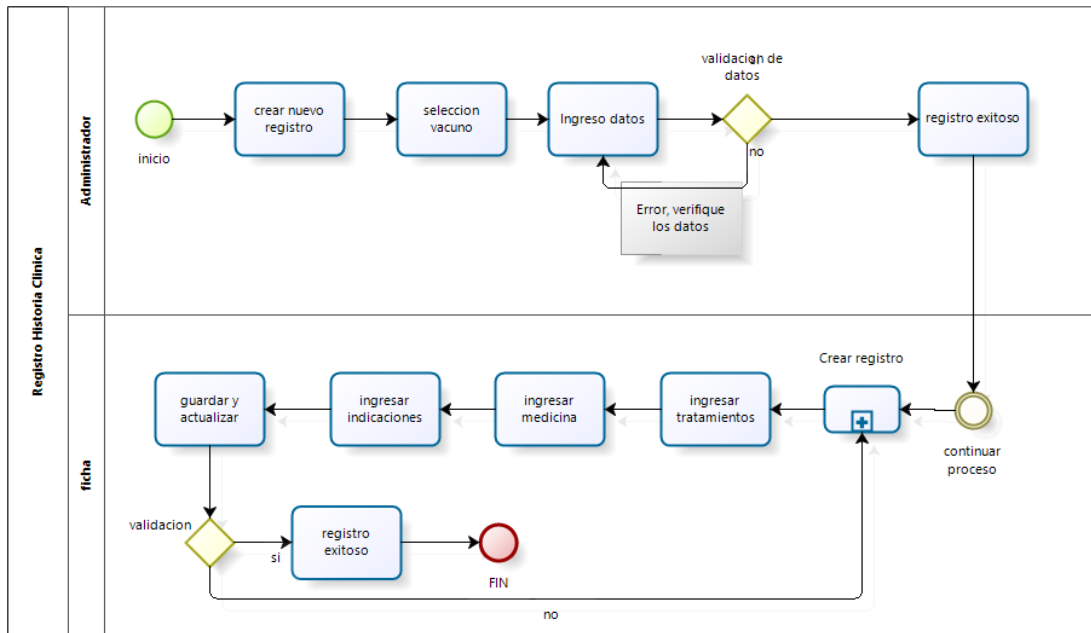 Registro Historia Clinica
Administrador
inicio
crear nuevo
registro
seleccion
vacuno
Ingreso datos
validacion de
datos
no
Error, verifique
los datos
registro exitoso
ficha
continuar
proceso
Crear registro
ingresar
tratamientos
ingresar
medicina
ingresar
indicaciones
guardar y
actualizar
validacion
si
registro
exitoso
FIN
no